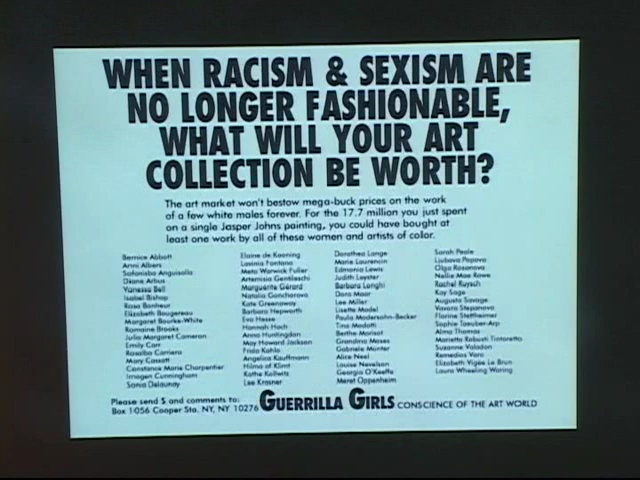 WHEN RACISM & SEXISM ARE
NO LONGER FASHIONABLE,
WHAT WILL YOUR ART
COLLECTION BE WORTH?
The art market won't bestow mega-buck prices on the work
of a few white males forever. For the 17.7 million you just spent
on a single Jasper Johns painting, you could have bought at
least one work by all of these women and artists of color.
Bernice Abbott
Anni Albers
Sofonisba Anguisolla
Diane Arbus
Vanessa Bell
Isabel Bishop
Rosa Bonheur
Elizabeth Bougereau
Margaret Bourke-White
Romaine Brooks
Julia Margaret Cameron
Emily Carr
Rosalba Carriera
Mary Cassatt
Constance Marie Charpentier
Imogen Cunningham
Sonia Delaunay
Elaine de Kooning
Lavinia Fontana
Meta Warwick Fuller
Artemisia Gentileschi
Marguerite Gérard
Natalia Goncharova
Kate Greenaway
Barbara Hepworth
Eva Hesse
Hannah Hoch
Anna Huntingdon
May Howard Jackson
Frida Kahlo
Angelica Kauffmann
Hilma af Klimt
Kathe Kollwitz
Lee Krasner
Dorothea Lange
Marie Laurencin
Edmonia Lewis
Judith Leyster
Barbara Longhi
Dora Maar
Lee Miller
Lisette Model
Paula Modersohn-Becker
Tina Modotti
Berthe Morisot
Grandma Moses
Gabriele Munter
Alice Neel
Louise Nevelson
Georgia O'Keeffe
Meret Oppenheim
Sarah Peale
Ljubova Popova
Olga Rosanova
Nellie Mae Rowe
Rachel Ruysch
Kay Sage
Augusta Savage
Vavara Stepanova
Florine Stettheimer
Sophie Taeuber-Arp
Alma Thomas
Marietta Robusti Tintoretto
Suzanne Valadon
Remedios Varo
Elizabeth Vigée Le Brun
Laura Wheeling Waring
Please send $ and comments to:
Box 1056 Cooper Sta. NY, NY 10276
GUERRILLA GIRLS CONSCIENCE OF THE ART WORLD